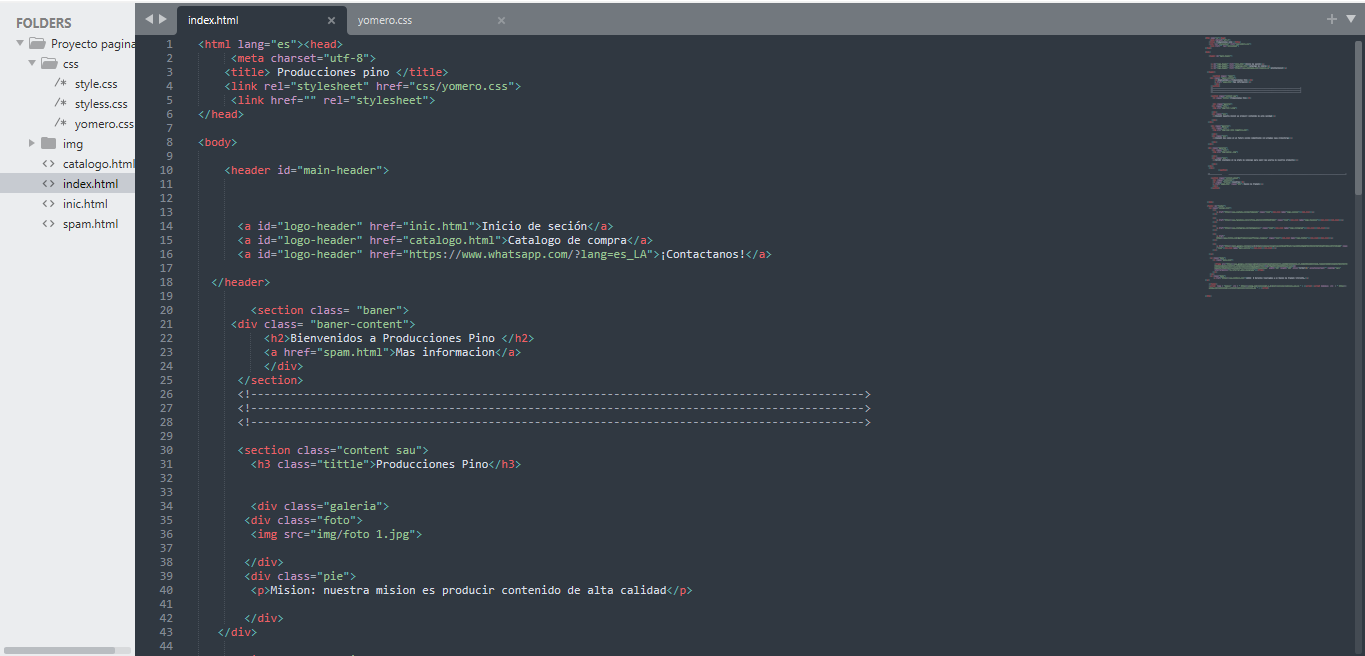 FOLDERS
Proyecto pagina
css
style.css
styless.css
yomero.css
img
catalogo.html
index.html
inic.html
spam.html
index.html
yomero.css
1 <html lang="es"><head>
2 <meta charset="utf-8">
3 <title> Producciones pino </title>
4 <link rel="stylesheet" href="css/yomero.css">
5 <link href="" rel="stylesheet">
6 </head>
7
8 <body>
9
10 <header id="main-header">
11
12
13
14 <a id="logo-header" href="inic.html">Inicio de seción</a>
15 <a id="logo-header" href="catalogo.html">Catalogo de compra</a>
16 <a id="logo-header" href="https://www.whatsapp.com/?lang=es_LA">¡Contactanos!</a>
17
18 </header>
19
20 <section class= "baner">
21 <div class= "baner-content">
22 <h2>Bienvenidos a Producciones Pino </h2>
23 <a href="spam.html">Mas informacion</a>
24 </div>
25 </section>
26 <!--------------------------------------------------------------------------------------------->
27 <!--------------------------------------------------------------------------------------------->
28 <!--------------------------------------------------------------------------------------------->
29
30 <section class="content sau">
31 <h3 class="tittle">Producciones Pino</h3>
32
33
34 <div class="galeria">
35 <div class="foto">
36 <img src="img/foto 1.jpg">
37
38 </div>
39 <div class="pie">
40 <p>Mision: nuestra mision es producir contenido de alta calidad</p>
41
42 </div>
43 </div>
44